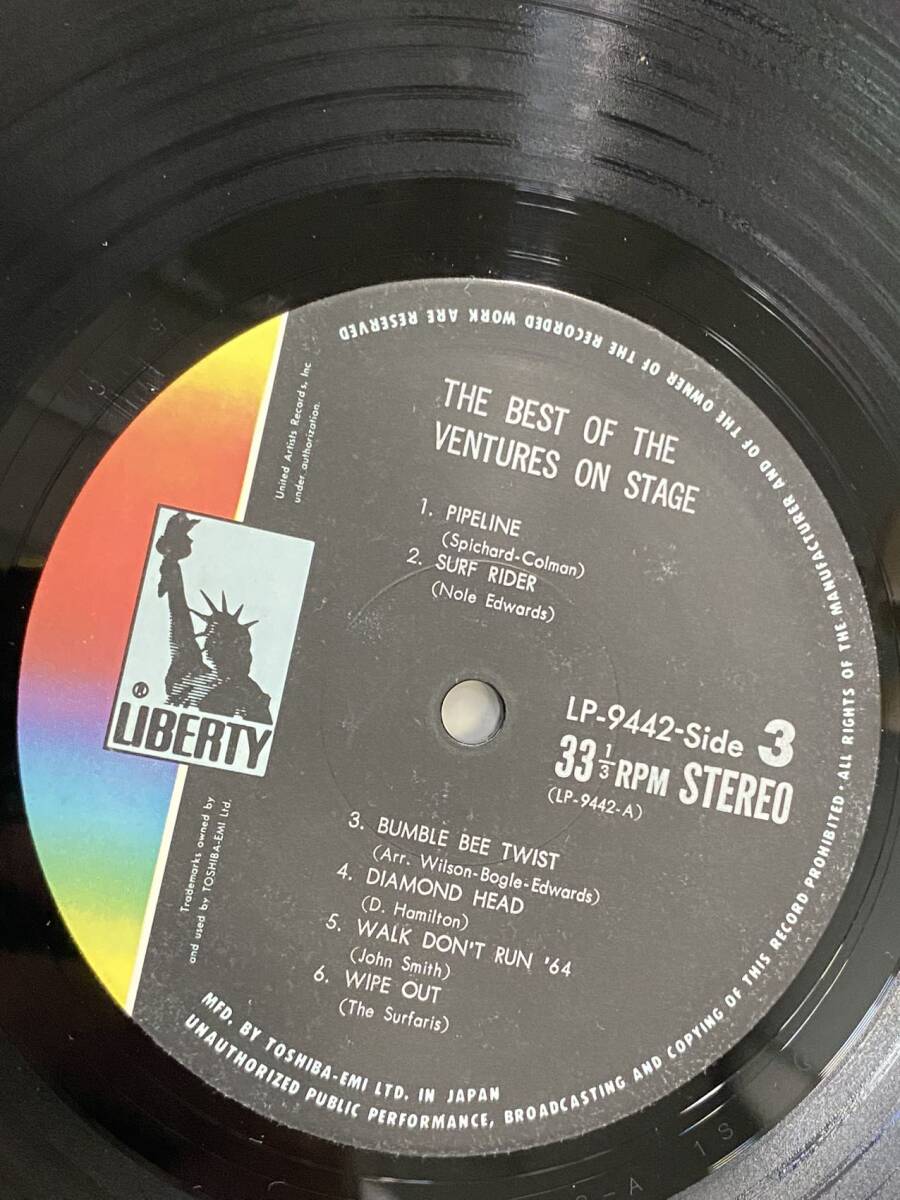 THE BEST OF THE
VENTURES ON STAGE
1. PIPELINE
(Spichard-Colman)
2. SURF RIDER
(Nole Edwards)
LP-9442-Side 3
33 1/3 RPM STEREO
(LP-9442-A)
3. BUMBLE BEE TWIST
(Arr. Wilson-Bogle-Edwards)
4. DIAMOND HEAD
(D. Hamilton)
5. WALK DON'T RUN '64
(John Smith)
6. WIPE OUT
(The Surfaris)
United Artists Records, Inc
under authorization.
® LIBERTY
Trademarks owned by
and used by TOSHIBA-EMI Ltd.
MFD. BY TOSHIBA-EMI LTD. IN JAPAN
UNAUTHORIZED PUBLIC PERFORMANCE, BROADCASTING AND COPYING OF THIS RECORD PROHIBITED · ALL RIGHTS OF THE MANUFACTURER AND OF THE OWNER OF THE RECORDED WORK ARE RESERVED
-A 1S